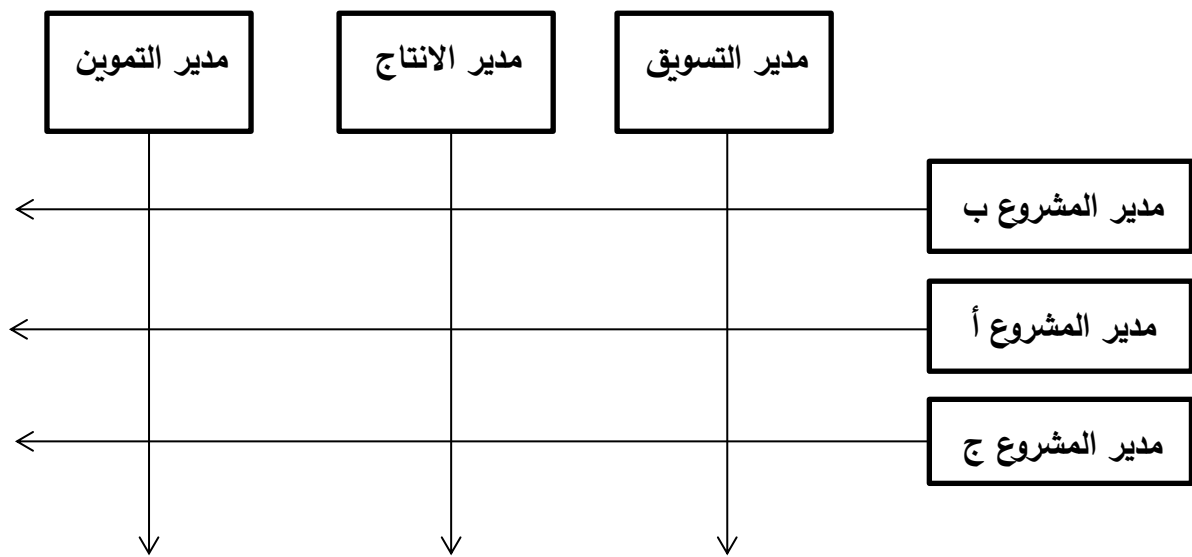 مدير التسويق
مدير الانتاج
مدير التموين
مدير المشروع ب
مدير المشروع أ
مدير المشروع ج